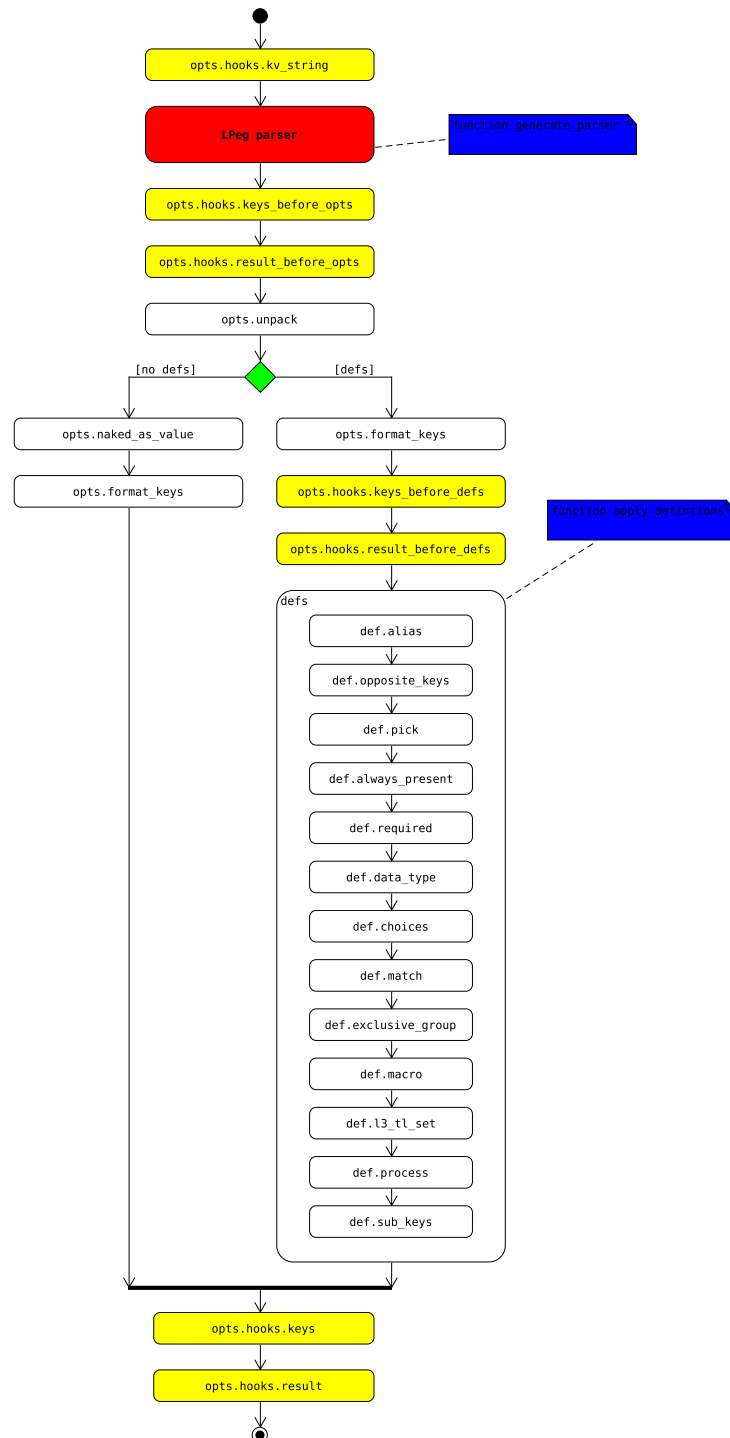 opts.hooks.kv_string
LPeg parser
function generate_parser
opts.hooks.keys_before_opts
opts.hooks.result_before_opts
opts.unpack
[no defs]
[defs]
opts.naked_as_value
opts.format_keys
opts.format_keys
opts.hooks.keys_before_defs
function apply_defintions
opts.hooks.result_before_defs
defs
def.alias
def.opposite_keys
def.pick
def.always_present
def.required
def.data_type
def.choices
def.match
def.exclusive_group
def.macro
def.l3_tl_set
def.process
def.sub_keys
opts.hooks.keys
opts.hooks.result